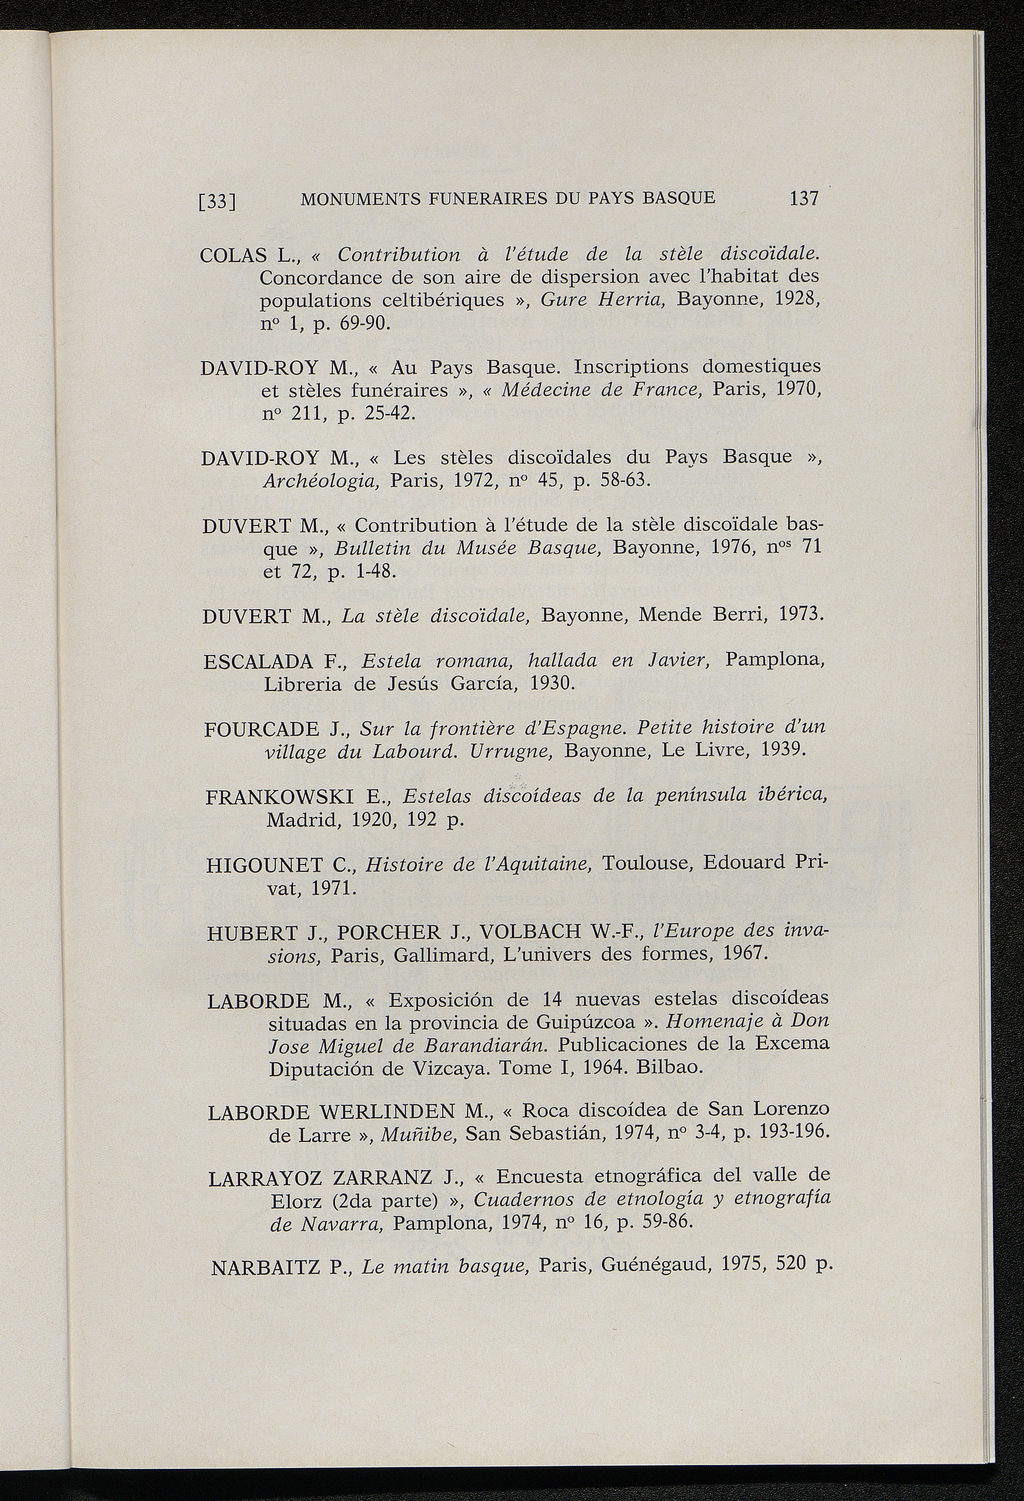 [33] MONUMENTS FUNERAIRES DU PAYS BASQUE 137
COLAS L., « Contribution à l'étude de la stèle discoïdale.
Concordance de son aire de dispersion avec l'habitat des
populations celtibériques », Gure Herria, Bayonne, 1928,
nº 1, p. 69-90.
DAVID-ROY M., « Au Pays Basque. Inscriptions domestiques
et stèles funéraires », « Médecine de France, Paris, 1970,
nº 211, p. 25-42.
DAVID-ROY M., « Les stèles discoïdales du Pays Basque »,
Archéologia, Paris, 1972, nº 45, p. 58-63.
DUVERT M., « Contribution à l'étude de la stèle discoïdale bas-
que », Bulletin du Musée Basque, Bayonne, 1976, nos 71
et 72, p. 1-48.
DUVERT M., La stèle discoïdale, Bayonne, Mende Berri, 1973.
ESCALADA F., Estela romana, hallada en Javier, Pamplona,
Libreria de Jesús García, 1930.
FOURCADE J., Sur la frontière d'Espagne. Petite histoire d'un
village du Labourd. Urrugne, Bayonne, Le Livre, 1939.
FRANKOWSKI E., Estelas discoídeas de la península ibérica,
Madrid, 1920, 192 p.
HIGOUNET C., Histoire de l'Aquitaine, Toulouse, Edouard Pri-
vat, 1971.
HUBERT J., PORCHER J., VOLBACH W.-F., l'Europe des inva-
sions, Paris, Gallimard, L'univers des formes, 1967.
LABORDE M., « Exposición de 14 nuevas estelas discoídeas
situadas en la provincia de Guipúzcoa ». Homenaje à Don
Jose Miguel de Barandiarán. Publicaciones de la Excema
Diputación de Vizcaya. Tome I, 1964. Bilbao.
LABORDE WERLINDEN M., « Roca discoídea de San Lorenzo
de Larre », Muñibe, San Sebastián, 1974, nº 3-4, p. 193-196.
LARRAYOZ ZARRANZ J., « Encuesta etnográfica del valle de
Elorz (2da parte) », Cuadernos de etnología y etnografía
de Navarra, Pamplona, 1974, nº 16, p. 59-86.
NARBAITZ P., Le matin basque, Paris, Guénégaud, 1975, 520 p.